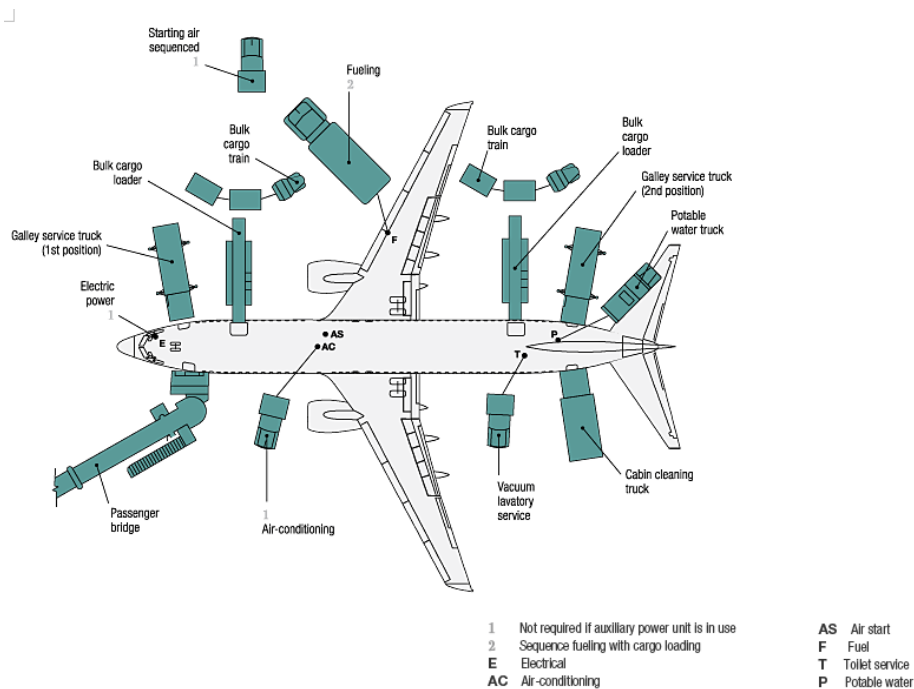 Starting air
sequenced
1
Fueling
2
Bulk
cargo
train
Bulk cargo
loader
Bulk
cargo
train
Bulk
cargo
loader
Galley service truck
(2nd position)
Potable
water truck
Galley service truck
(1st position)
Electric
power
1
F
E
AS
AC
P
T
Passenger
bridge
1
Air-conditioning
Vacuum
lavatory
service
Cabin cleaning
truck
1 Not required if auxiliary power unit is in use
2 Sequence fueling with cargo loading
E Electrical
AC Air-conditioning
AS Air start
F Fuel
T Toilet service
P Potable water